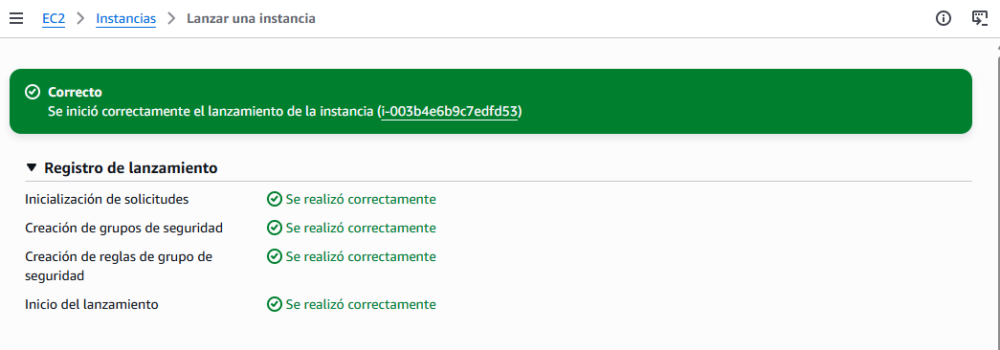 EC2 > Instancias > Lanzar una instancia
Correcto
Se inició correctamente el lanzamiento de la instancia (i-003b4e6b9c7edfd53)
Registro de lanzamiento
Inicialización de solicitudes Se realizó correctamente
Creación de grupos de seguridad Se realizó correctamente
Creación de reglas de grupo de Se realizó correctamente
seguridad
Inicio del lanzamiento Se realizó correctamente